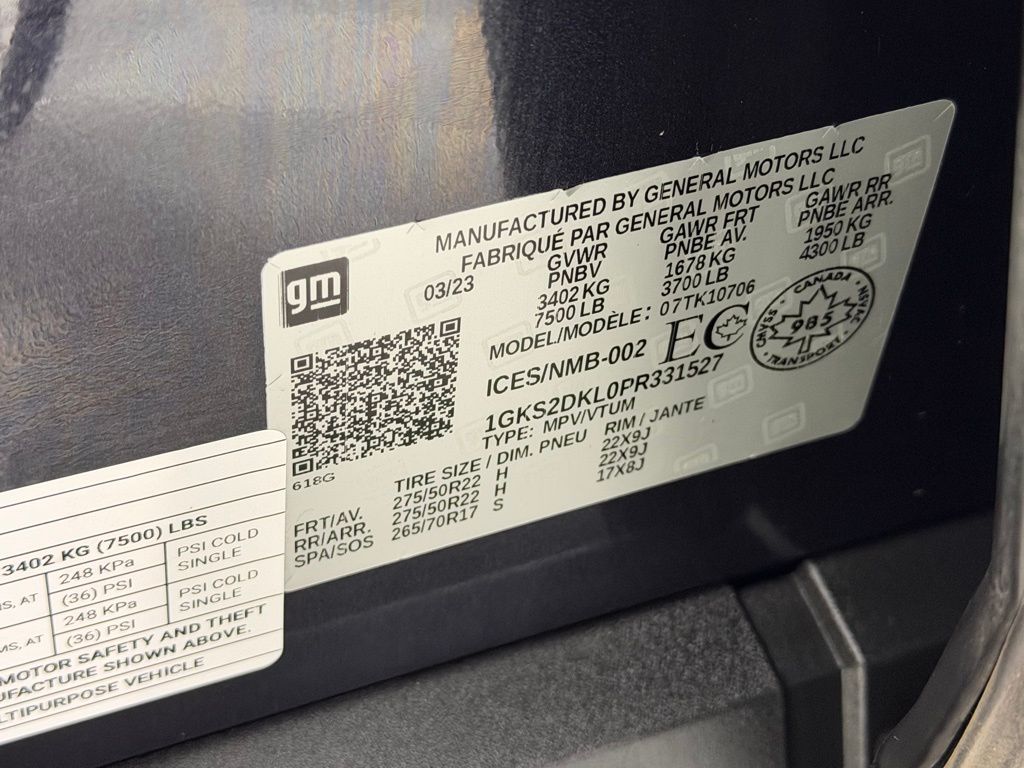 gm
MANUFACTURED BY GENERAL MOTORS LLC
FABRIQUÉ PAR GENERAL MOTORS LLC
03/23
GVWR GAWR FRT GAWR RR
PNBV PNBE AV. PNBE ARR.
3402 KG 1678 KG 1950 KG
7500 LB 3700 LB 4300 LB
MODEL/MODÈLE: 07TK10706
ICES/NMB-002 EC
CANADA
985
TRANSPORT
1GKS2DKL0PR331527
TYPE: MPV/VTUM
618G
TIRE SIZE / DIM. PNEU RIM / JANTE
FRT/AV. 275/50R22 H 22X9J
RR/ARR. 275/50R22 H 22X9J
SPA/SOS 265/70R17 S 17X8J
3402 KG (7500) LBS
MS, AT 248 KPa PSI COLD
(36) PSI SINGLE
MS, AT 248 KPa PSI COLD
(36) PSI SINGLE
MOTOR SAFETY AND THEFT
UFACTURE SHOWN ABOVE.
LTIPURPOSE VEHICLE